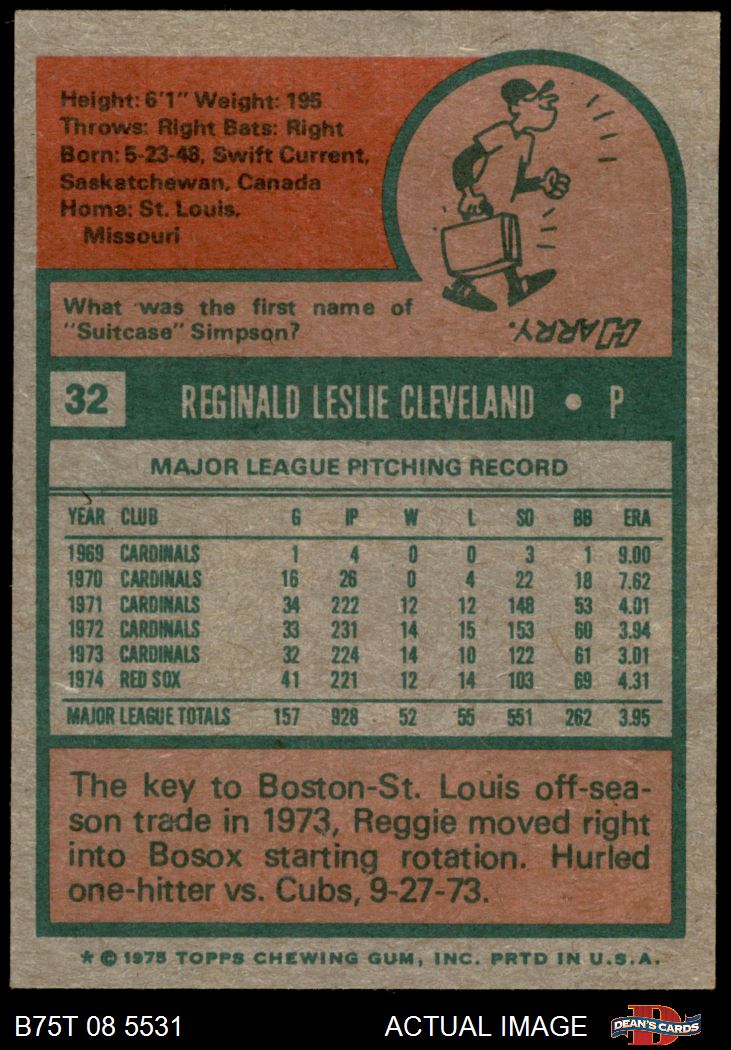 Height: 6'1" Weight: 195
Throws: Right Bats: Right
Born: 5-23-48, Swift Current,
Saskatchewan, Canada
Home: St. Louis,
Missouri
What was the first name of
"Suitcase" Simpson?
HARRY.
32 REGINALD LESLIE CLEVELAND • P
MAJOR LEAGUE PITCHING RECORD
YEAR CLUB G IP W L SO BB ERA
1969 CARDINALS 1 4 0 0 3 1 9.00
1970 CARDINALS 16 26 0 4 22 18 7.62
1971 CARDINALS 34 222 12 12 148 53 4.01
1972 CARDINALS 33 231 14 15 153 60 3.94
1973 CARDINALS 32 224 14 10 122 61 3.01
1974 RED SOX 41 221 12 14 103 69 4.31
MAJOR LEAGUE TOTALS 157 928 52 55 551 262 3.95
The key to Boston-St. Louis off-sea-
son trade in 1973, Reggie moved right
into Bosox starting rotation. Hurled
one-hitter vs. Cubs, 9-27-73.
* © 1975 TOPPS CHEWING GUM, INC. PRTD IN U.S.A.
B75T 08 5531 ACTUAL IMAGE D DEAN'S CARDS